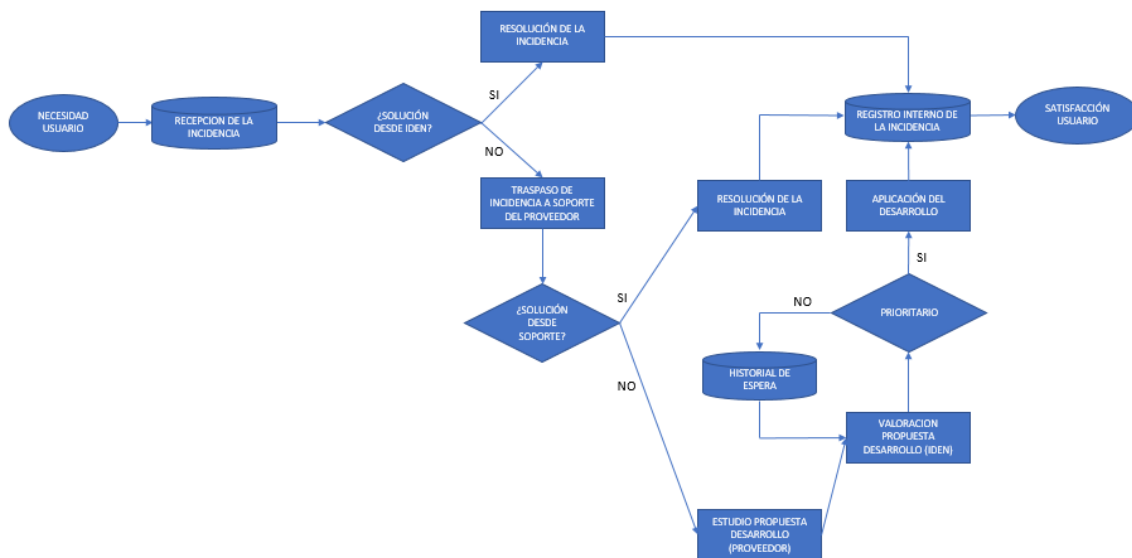 RESOLUCIÓN DE LA
INCIDENCIA
SI
NECESIDAD
USUARIO
RECEPCION DE LA
INCIDENCIA
¿SOLUCIÓN
DESDE IDEN?
REGISTRO INTERNO DE
LA INCIDENCIA
SATISFACCIÓN
USUARIO
NO
TRASPASO DE
INCIDENCIA A SOPORTE
DEL PROVEEDOR
RESOLUCIÓN DE LA
INCIDENCIA
APLICACIÓN DEL
DESARROLLO
SI
¿SOLUCIÓN
DESDE
SOPORTE?
SI
NO
PRIORITARIO
HISTORIAL DE
ESPERA
NO
VALORACION
PROPUESTA
DESARROLLO (IDEN)
ESTUDIO PROPUESTA
DESARROLLO
(PROVEEDOR)